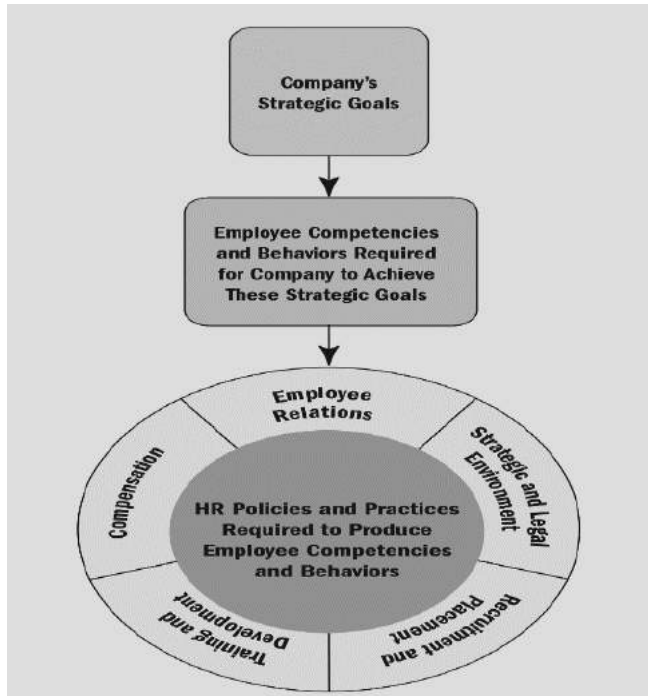 Company's
Strategic Goals
Employee Competencies
and Behaviors Required
for Company to Achieve
These Strategic Goals
Employee
Relations
Strategic and Legal
Environment
Recruitment and
Placement
Training and
Development
Compensation
HR Policies and Practices
Required to Produce
Employee Competencies
and Behaviors